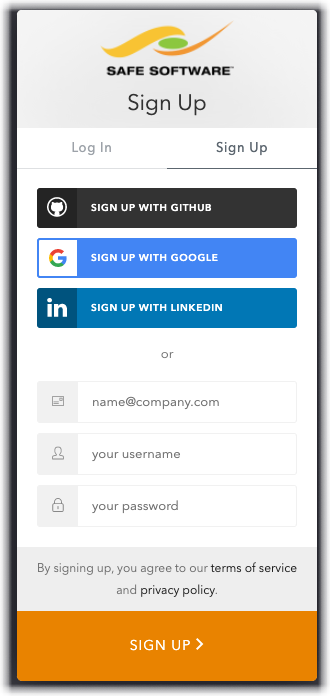 SAFE SOFTWARE™
Sign Up
Log In
Sign Up
SIGN UP WITH GITHUB
SIGN UP WITH GOOGLE
in
SIGN UP WITH LINKEDIN
or
name@company.com
your username
your password
By signing up, you agree to our terms of service
and privacy policy.
SIGN UP